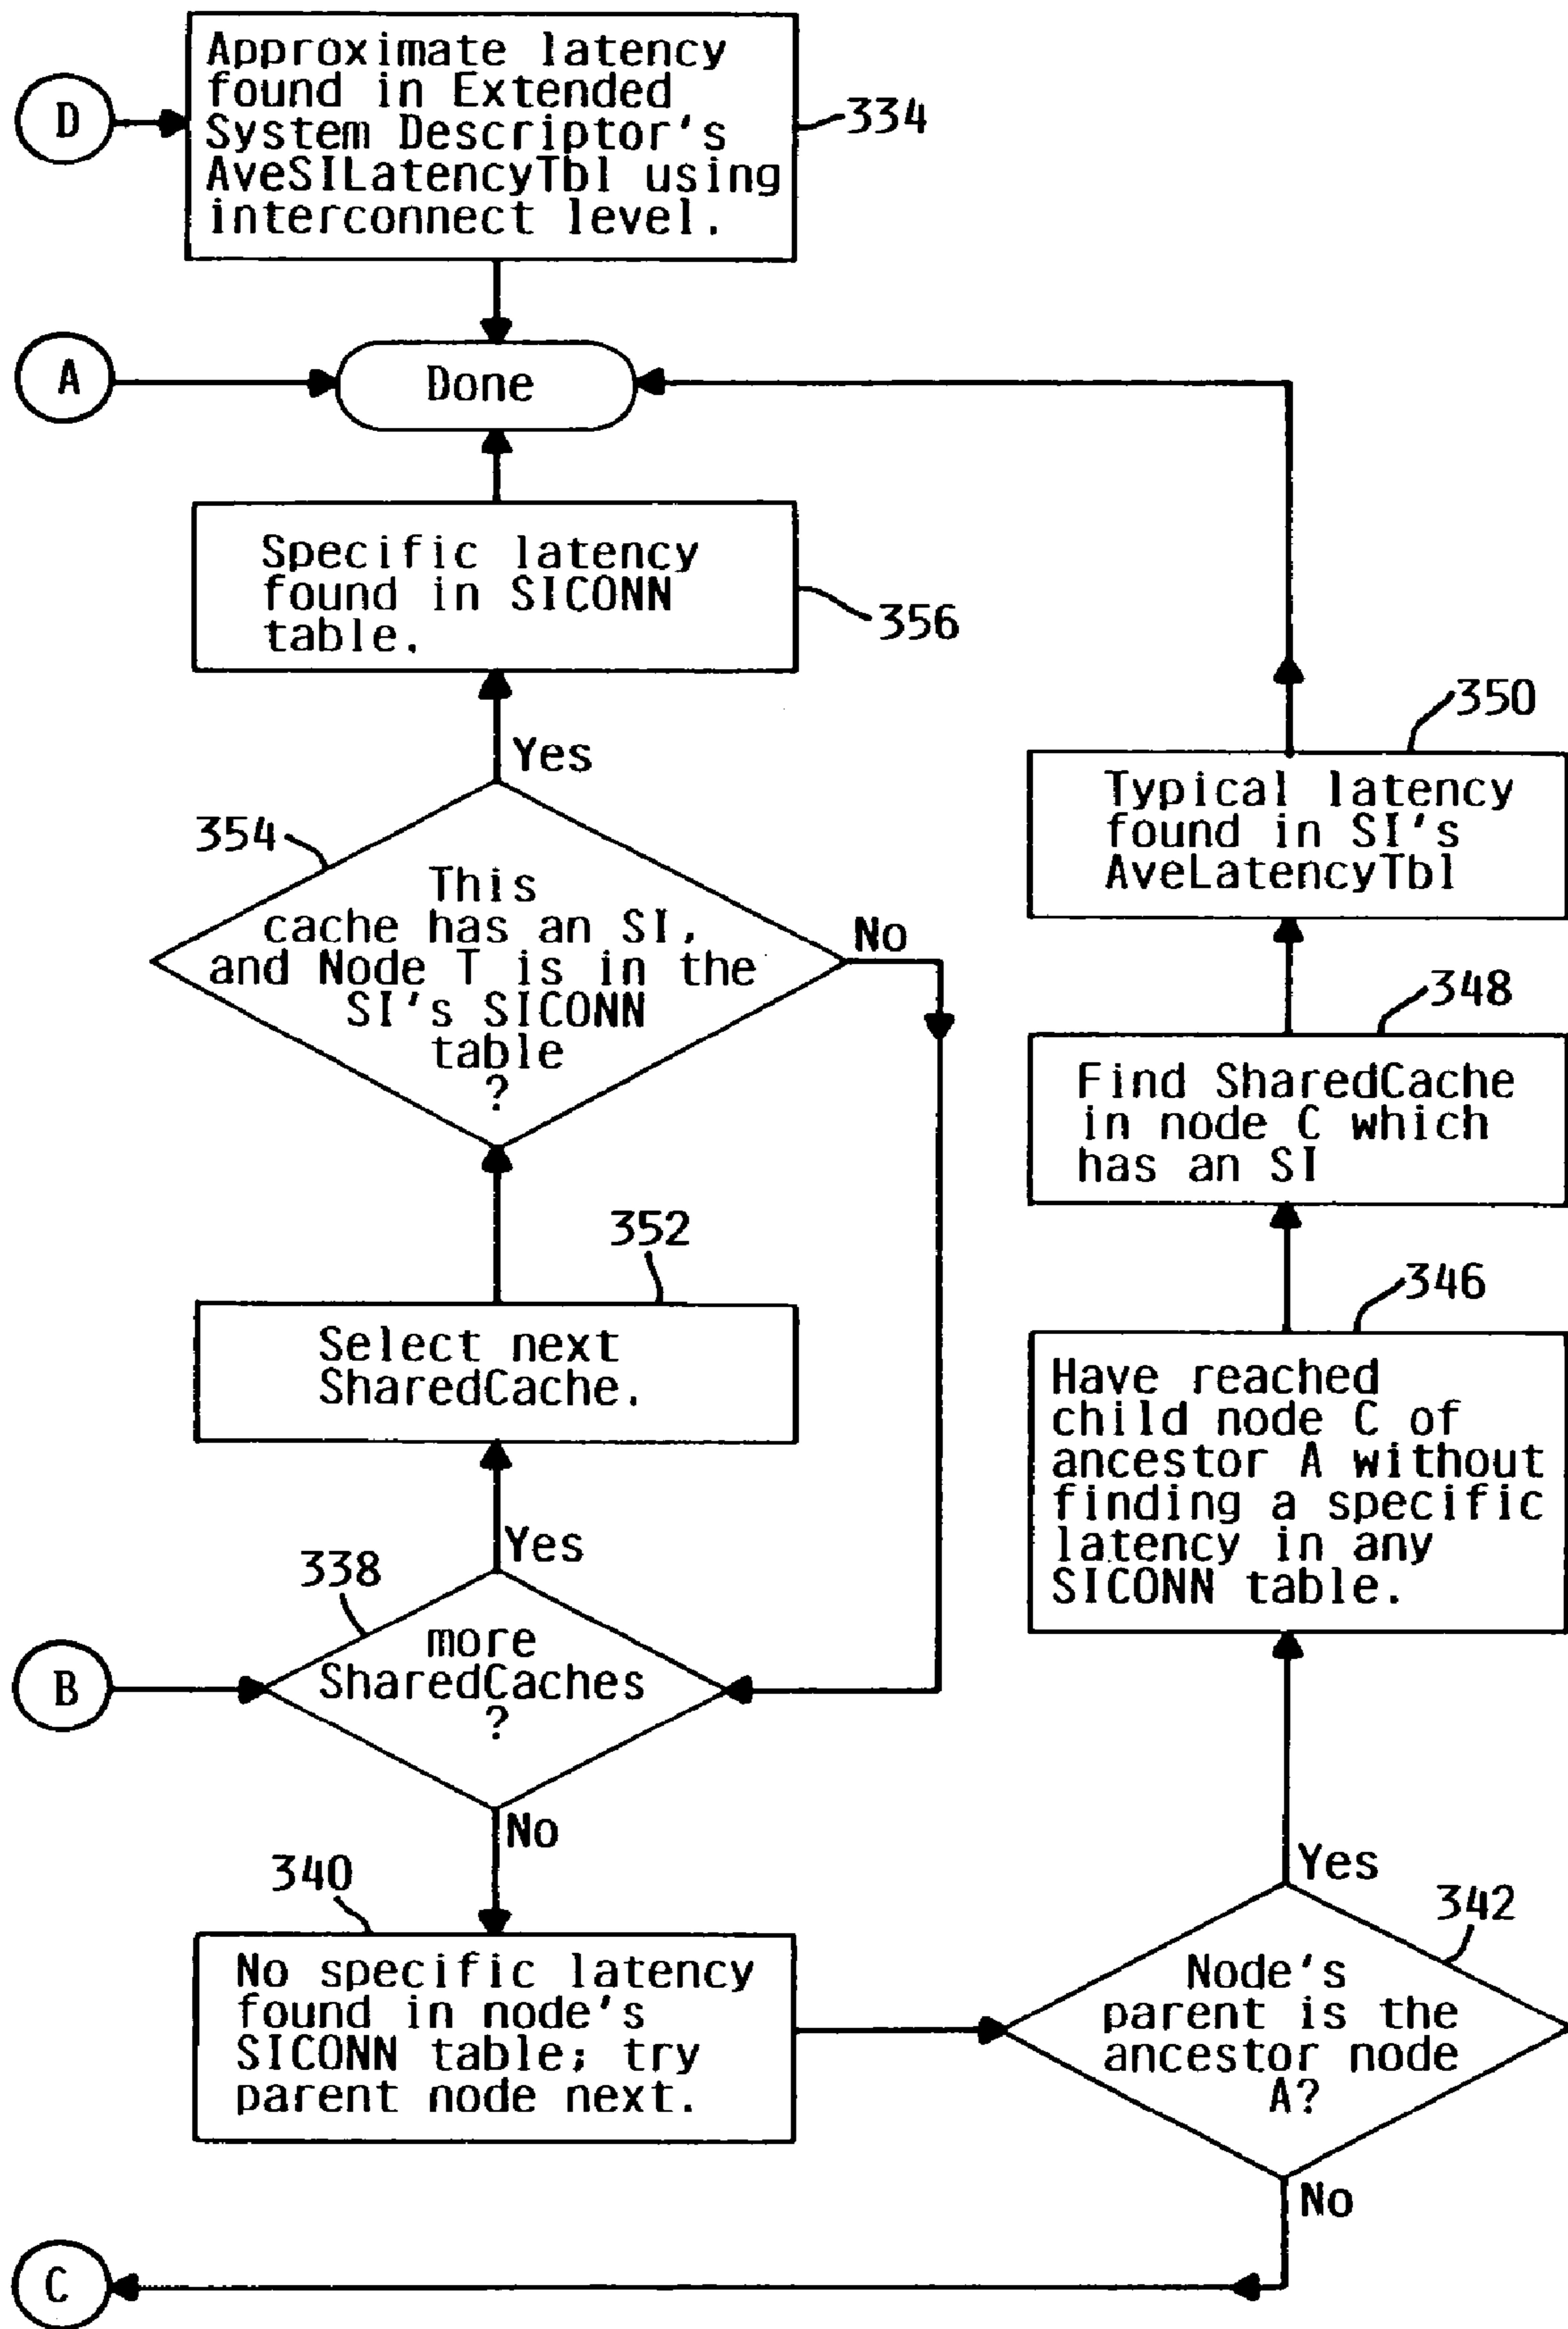 D
Approximate latency
found in Extended
System Descriptor's
AveSILatencyTbl using
interconnect level.
334
A
Done
Specific latency
found in SICONN
table.
356
Yes
354
This
cache has an SI,
and Node T is in the
SI's SICONN
table
?
No
352
Select next
SharedCache.
Yes
338
more
SharedCaches
?
B
No
340
No specific latency
found in node's
SICONN table; try
parent node next.
350
Typical latency
found in SI's
AveLatencyTbl
348
Find SharedCache
in node C which
has an SI
346
Have reached
child node C of
ancestor A without
finding a specific
latency in any
SICONN table.
Yes
342
Node's
parent is the
ancestor node
A?
No
C